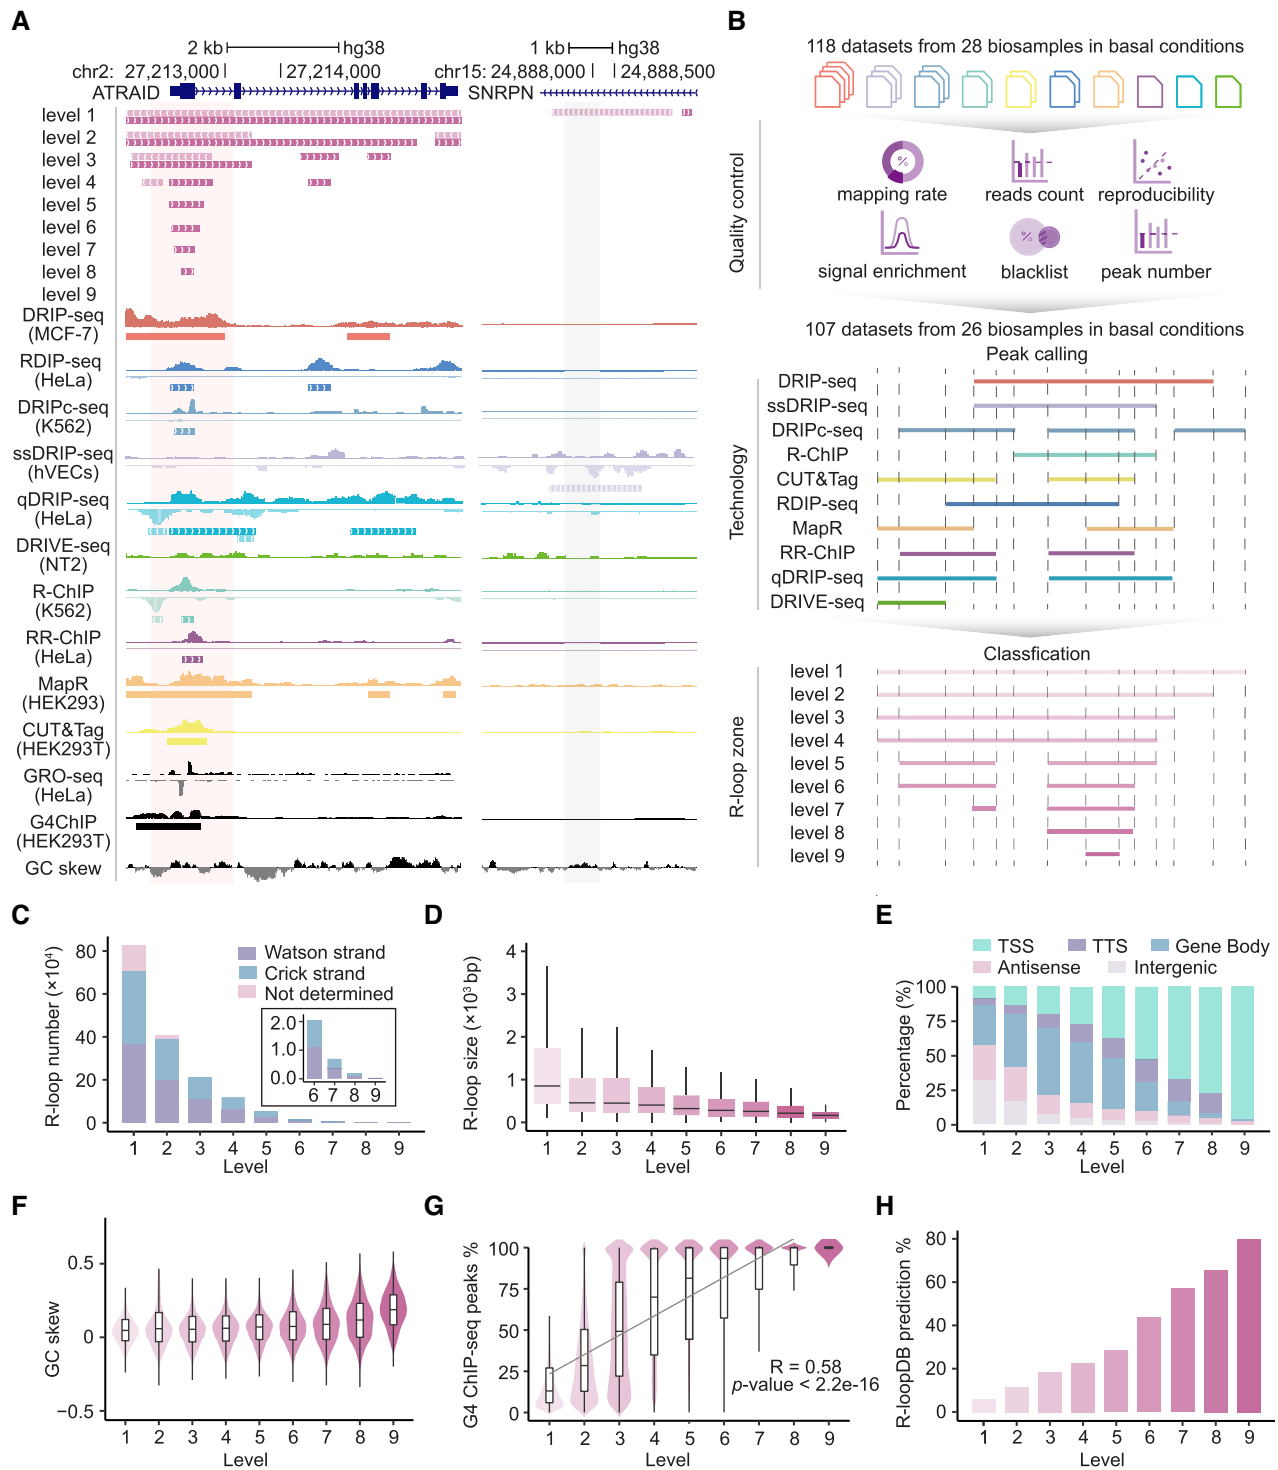 A
2 kb hg38 1 kb hg38
chr2: 27,213,000 27,214,000 chr15: 24,888,000 24,888,500
ATRAID SNRPN
level 1
level 2
level 3
level 4
level 5
level 6
level 7
level 8
level 9
DRIP-seq
(MCF-7)
RDIP-seq
(HeLa)
DRIPc-seq
(K562)
ssDRIP-seq
(hVECs)
qDRIP-seq
(HeLa)
DRIVE-seq
(NT2)
R-ChIP
(K562)
RR-ChIP
(HeLa)
MapR
(HEK293)
CUT&Tag
(HEK293T)
GRO-seq
(HeLa)
G4ChIP
(HEK293T)
GC skew
B
118 datasets from 28 biosamples in basal conditions
Quality control
%
mapping rate reads count reproducibility
%
signal enrichment blacklist peak number
107 datasets from 26 biosamples in basal conditions
Peak calling
Technology
DRIP-seq
ssDRIP-seq
DRIPc-seq
R-ChIP
CUT&Tag
RDIP-seq
MapR
RR-ChIP
qDRIP-seq
DRIVE-seq
Classfication
R-loop zone
level 1
level 2
level 3
level 4
level 5
level 6
level 7
level 8
level 9
C
R-loop number (×10⁴)
80
60
40
20
0
Watson strand
Crick strand
Not determined
2.0
1.0
0.0
6 7 8 9
1 2 3 4 5 6 7 8 9
Level
D
R-loop size (×10³ bp)
4
3
2
1
0
1 2 3 4 5 6 7 8 9
Level
E
TSS TTS Gene Body
Antisense Intergenic
Percentage (%)
100
75
50
25
0
1 2 3 4 5 6 7 8 9
Level
F
GC skew
0.5
0
−0.5
1 2 3 4 5 6 7 8 9
Level
G
G4 ChIP-seq peaks %
100
75
50
25
0
R = 0.58
p-value < 2.2e-16
1 2 3 4 5 6 7 8 9
Level
H
R-loopDB prediction %
80
60
40
20
0
1 2 3 4 5 6 7 8 9
Level